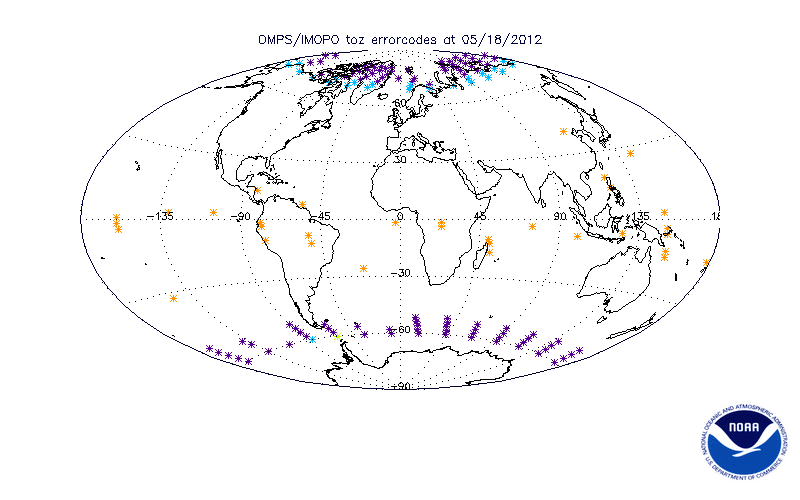 OMPS/IMOPO toz errorcodes at 05/18/2012
60
30
-135 -90 -45 0 45 90 135 18
-30
-60
-90
NOAA
NATIONAL OCEANIC AND ATMOSPHERIC ADMINISTRATION
U.S. DEPARTMENT OF COMMERCE